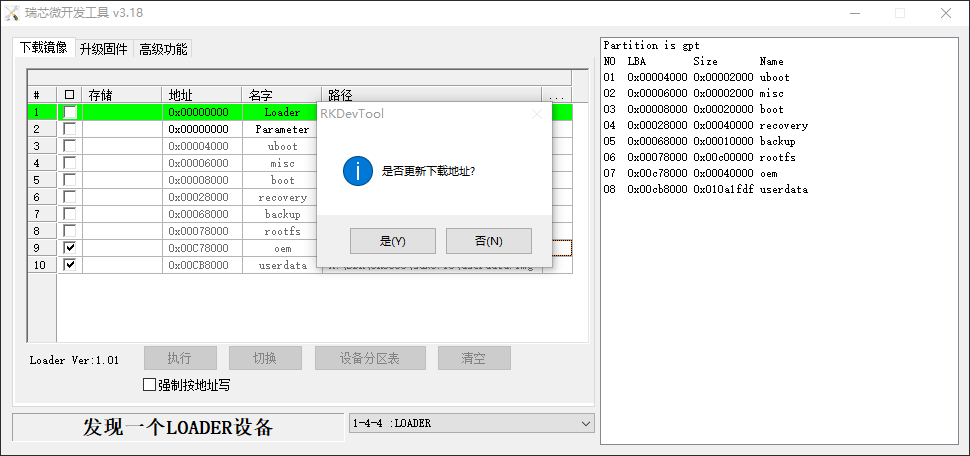 瑞芯微开发工具 v3.18
下载镜像 升级固件 高级功能
# 存储 地址 名字 路径 ...
1 0x00000000 Loader
2 0x00000000 Parameter
3 0x00004000 uboot
4 0x00006000 misc
5 0x00008000 boot
6 0x00028000 recovery
7 0x00068000 backup
8 0x00078000 rootfs
9 0x00C78000 oem
10 0x00CB8000 userdata
RKDevTool
是否更新下载地址?
是(Y) 否(N)
Loader Ver:1.01 执行 切换 设备分区表 清空
强制按地址写
发现一个LOADER设备 1-4-4 :LOADER
Partition is gpt
NO LBA Size Name
01 0x00004000 0x00002000 uboot
02 0x00006000 0x00002000 misc
03 0x00008000 0x00020000 boot
04 0x00028000 0x00040000 recovery
05 0x00068000 0x00010000 backup
06 0x00078000 0x00c00000 rootfs
07 0x00c78000 0x00040000 oem
08 0x00cb8000 0x010a1fdf userdata